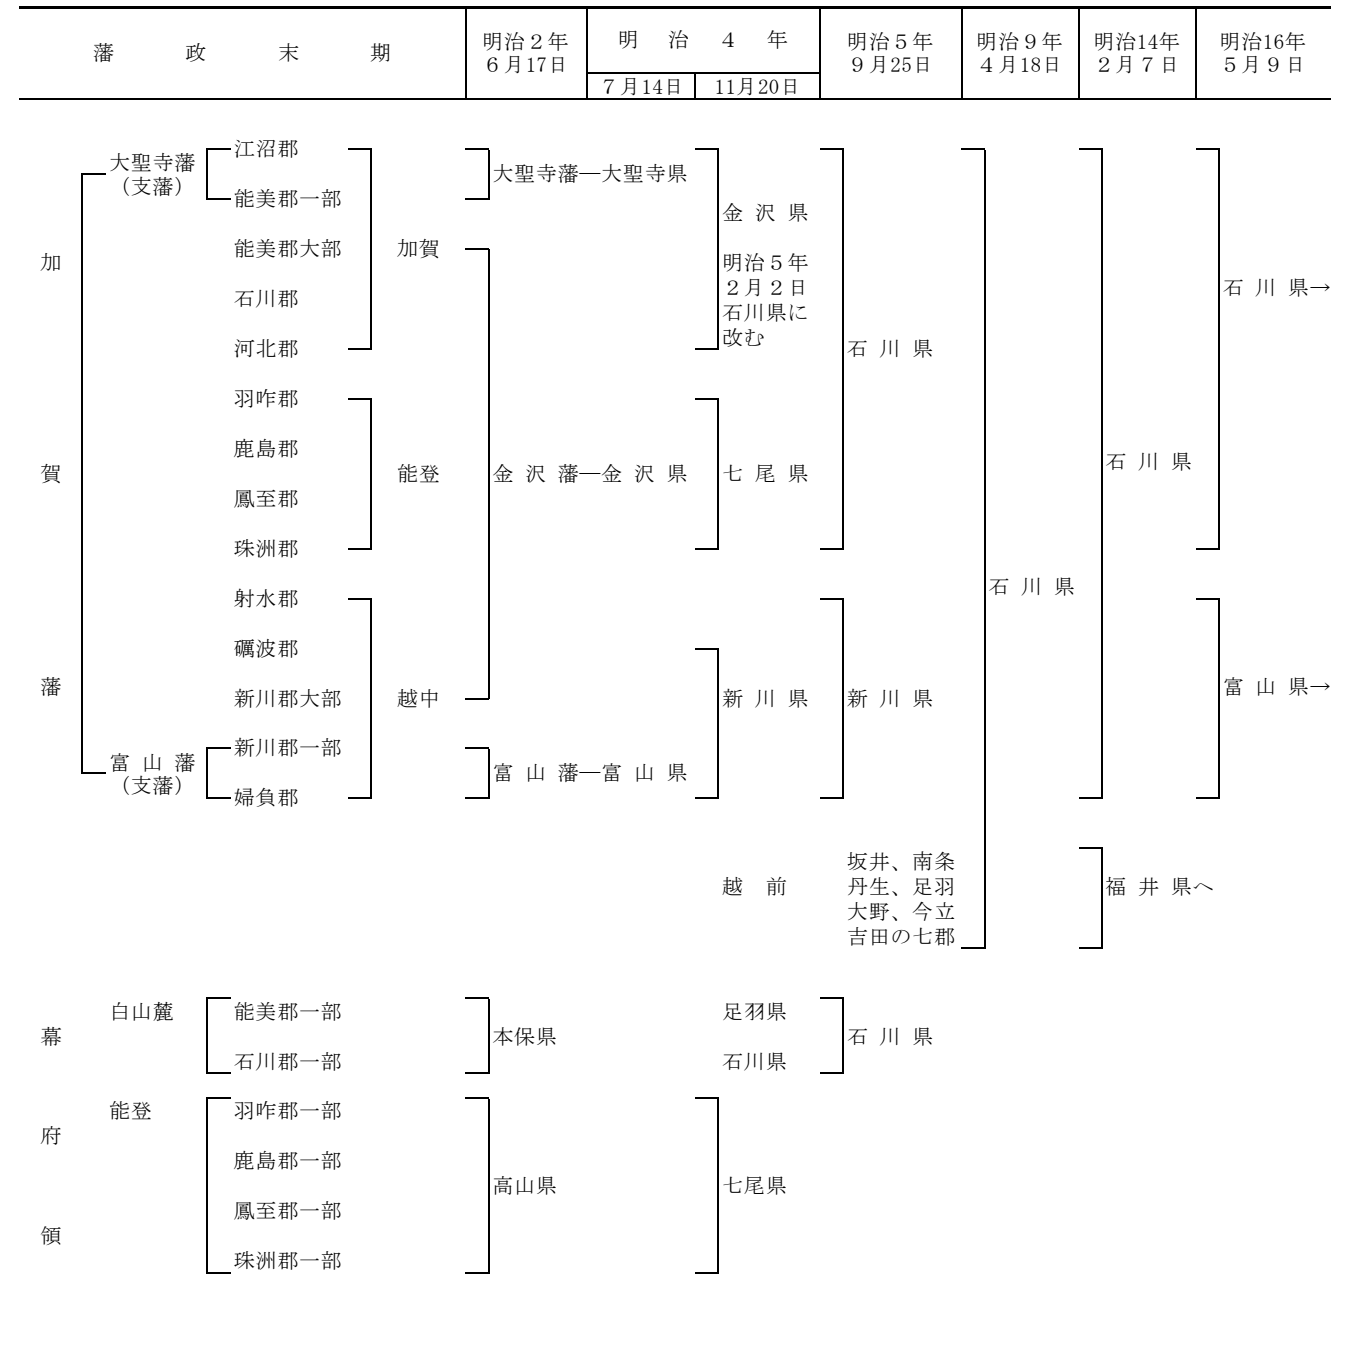 藩政末期
明治２年
６月17日
明治４年
７月14日
11月20日
明治５年
９月25日
明治９年
４月18日
明治14年
２月７日
明治16年
５月９日
加賀藩
大聖寺藩
（支藩）
江沼郡
能美郡一部
能美郡大部
石川郡
河北郡
羽咋郡
鹿島郡
鳳至郡
珠洲郡
射水郡
礪波郡
新川郡大部
富山藩
（支藩）
新川郡一部
婦負郡
加賀
能登
越中
大聖寺藩―大聖寺県
金沢藩―金沢県
富山藩―富山県
金沢県
明治５年
２月２日
石川県に
改む
七尾県
新川県
石川県
新川県
石川県
石川県
石川県→
富山県→
越前
坂井、南条
丹生、足羽
大野、今立
吉田の七郡
福井県へ
幕府領
白山麓
能美郡一部
石川郡一部
本保県
足羽県
石川県
石川県
能登
羽咋郡一部
鹿島郡一部
鳳至郡一部
珠洲郡一部
高山県
七尾県